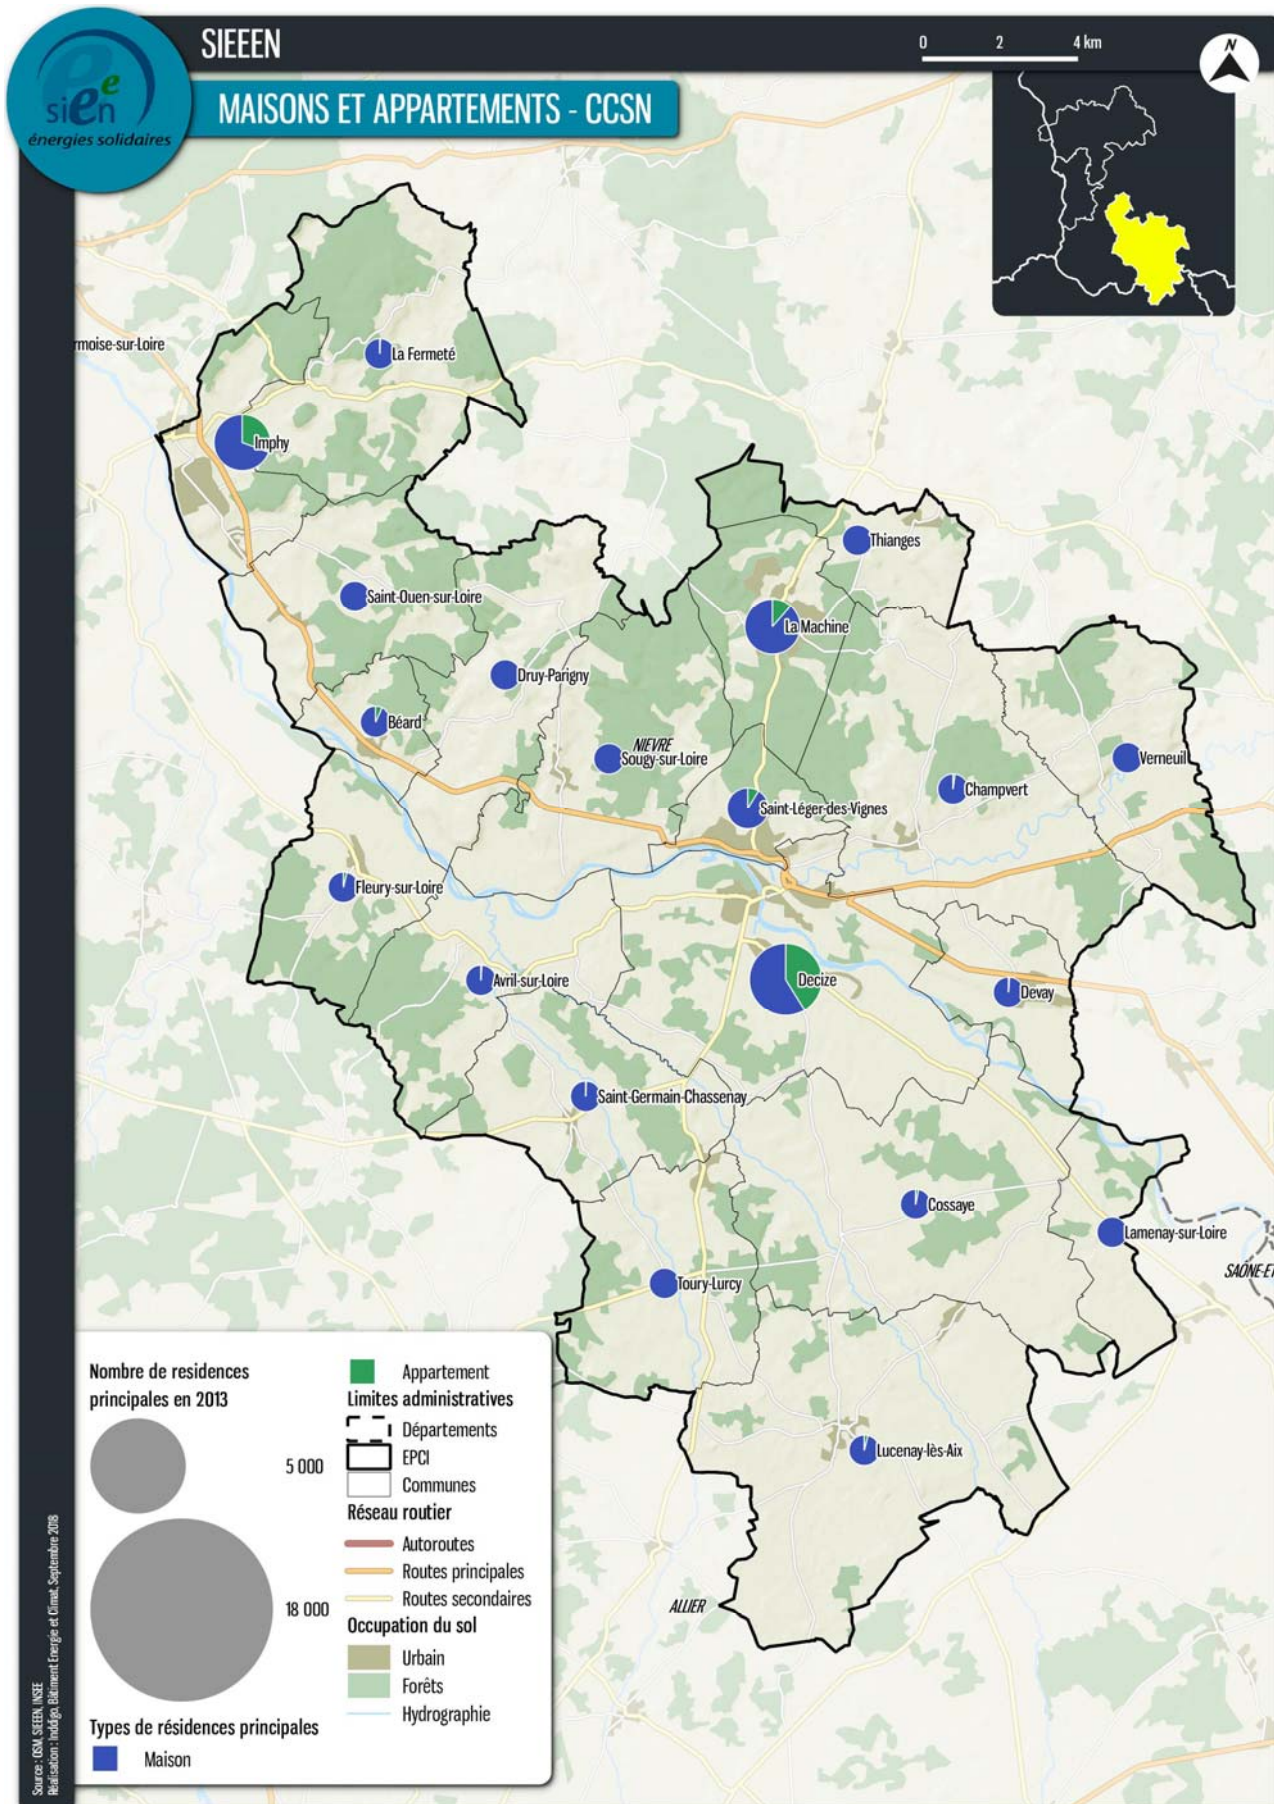 SIEEEN
0 2 4 km
N
sieeen
énergies solidaires
MAISONS ET APPARTEMENTS - CCSN
rmoise-sur-Loire
La Fermeté
Imphy
Thianges
Saint-Ouen-sur-Loire
La Machine
Druy-Parigny
Béard
NIEVRE
Sougy-sur-Loire
Verneuil
Champvert
Saint-Léger-des-Vignes
Fleury-sur-Loire
Avril-sur-Loire
Decize
Devay
Saint-Germain-Chassenay
Cossaye
Lamenay-sur-Loire
SAÔNE-ET
Toury-Lurcy
Lucenay-lès-Aix
ALLIER
Nombre de residences
principales en 2013
5 000
18 000
Types de résidences principales
Maison
Appartement
Limites administratives
Départements
EPCI
Communes
Réseau routier
Autoroutes
Routes principales
Routes secondaires
Occupation du sol
Urbain
Forêts
Hydrographie
Source : OSM, SIEEEN, INSEE
Réalisation : Inddigo, Bâtiment Energie et Climat, Septembre 2018